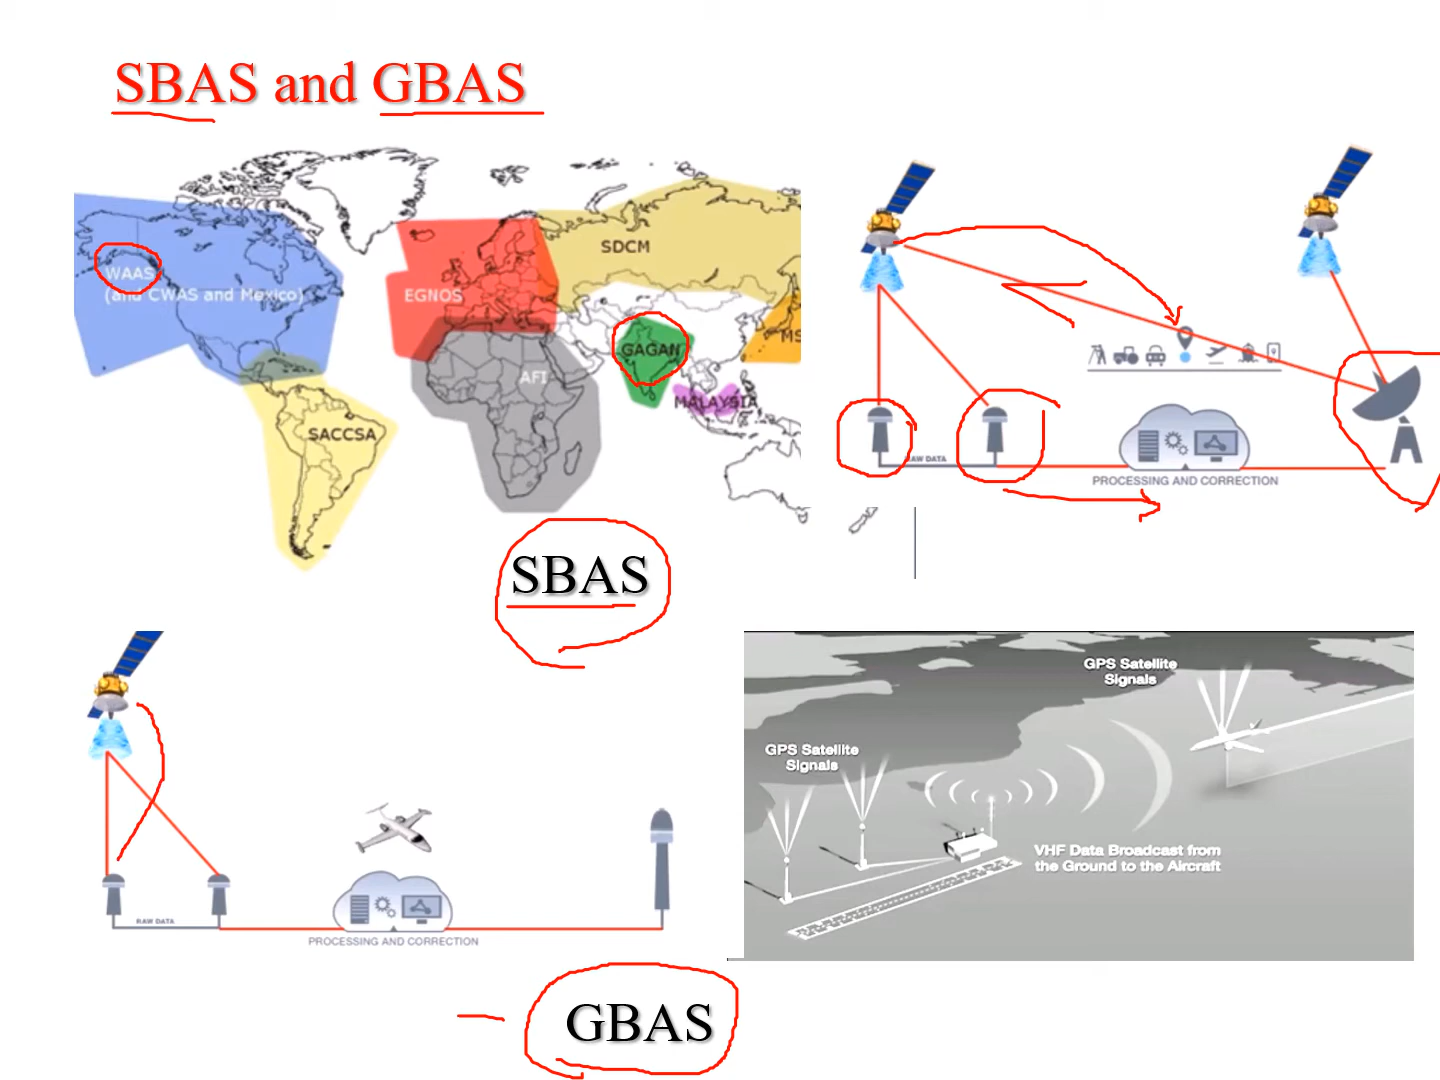 SBAS and GBAS
WAAS
(and CWAS and Mexico)
EGNOS
SDCM
GAGAN
MS
AFI
MALAYSIA
SACCSA
RAW DATA
PROCESSING AND CORRECTION
SBAS
RAW DATA
PROCESSING AND CORRECTION
GPS Satellite
Signals
GPS Satellite
Signals
VHF Data Broadcast from
the Ground to the Aircraft
GBAS